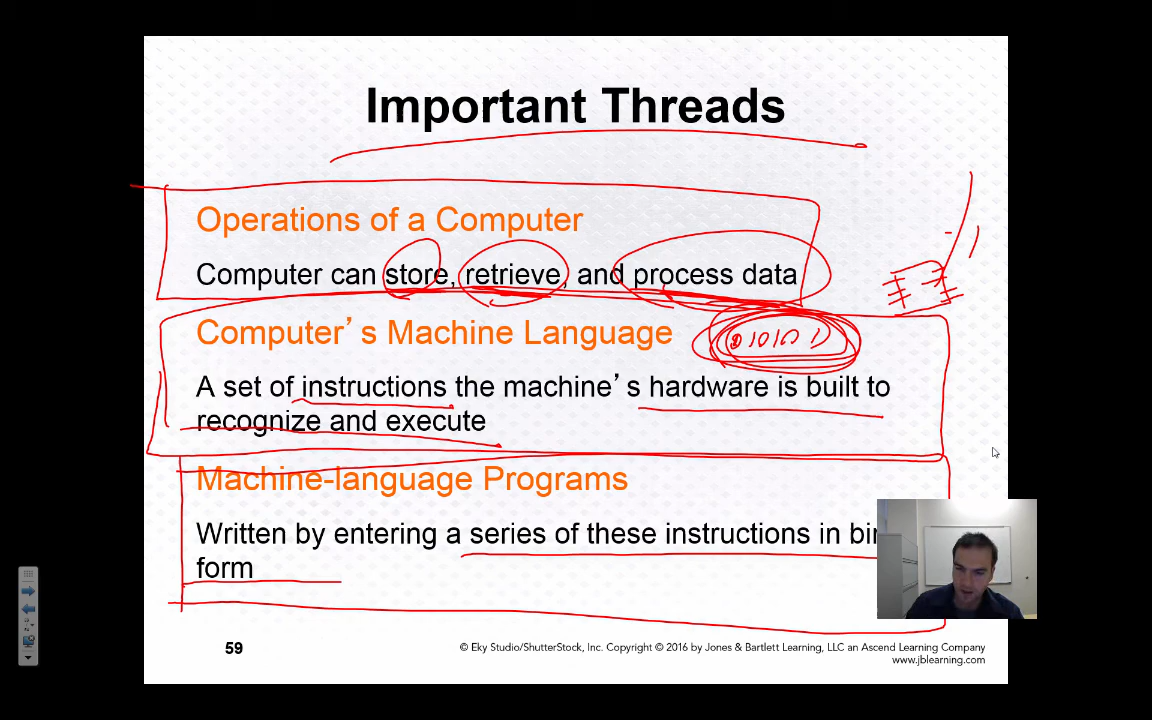 Important Threads
Operations of a Computer
Computer can store, retrieve, and process data
Computer’s Machine Language
A set of instructions the machine’s hardware is built to
recognize and execute
Machine-language Programs
Written by entering a series of these instructions in bin
form
59
© Eky Studio/ShutterStock, Inc. Copyright © 2016 by Jones & Bartlett Learning, LLC an Ascend Learning Company
www.jblearning.com